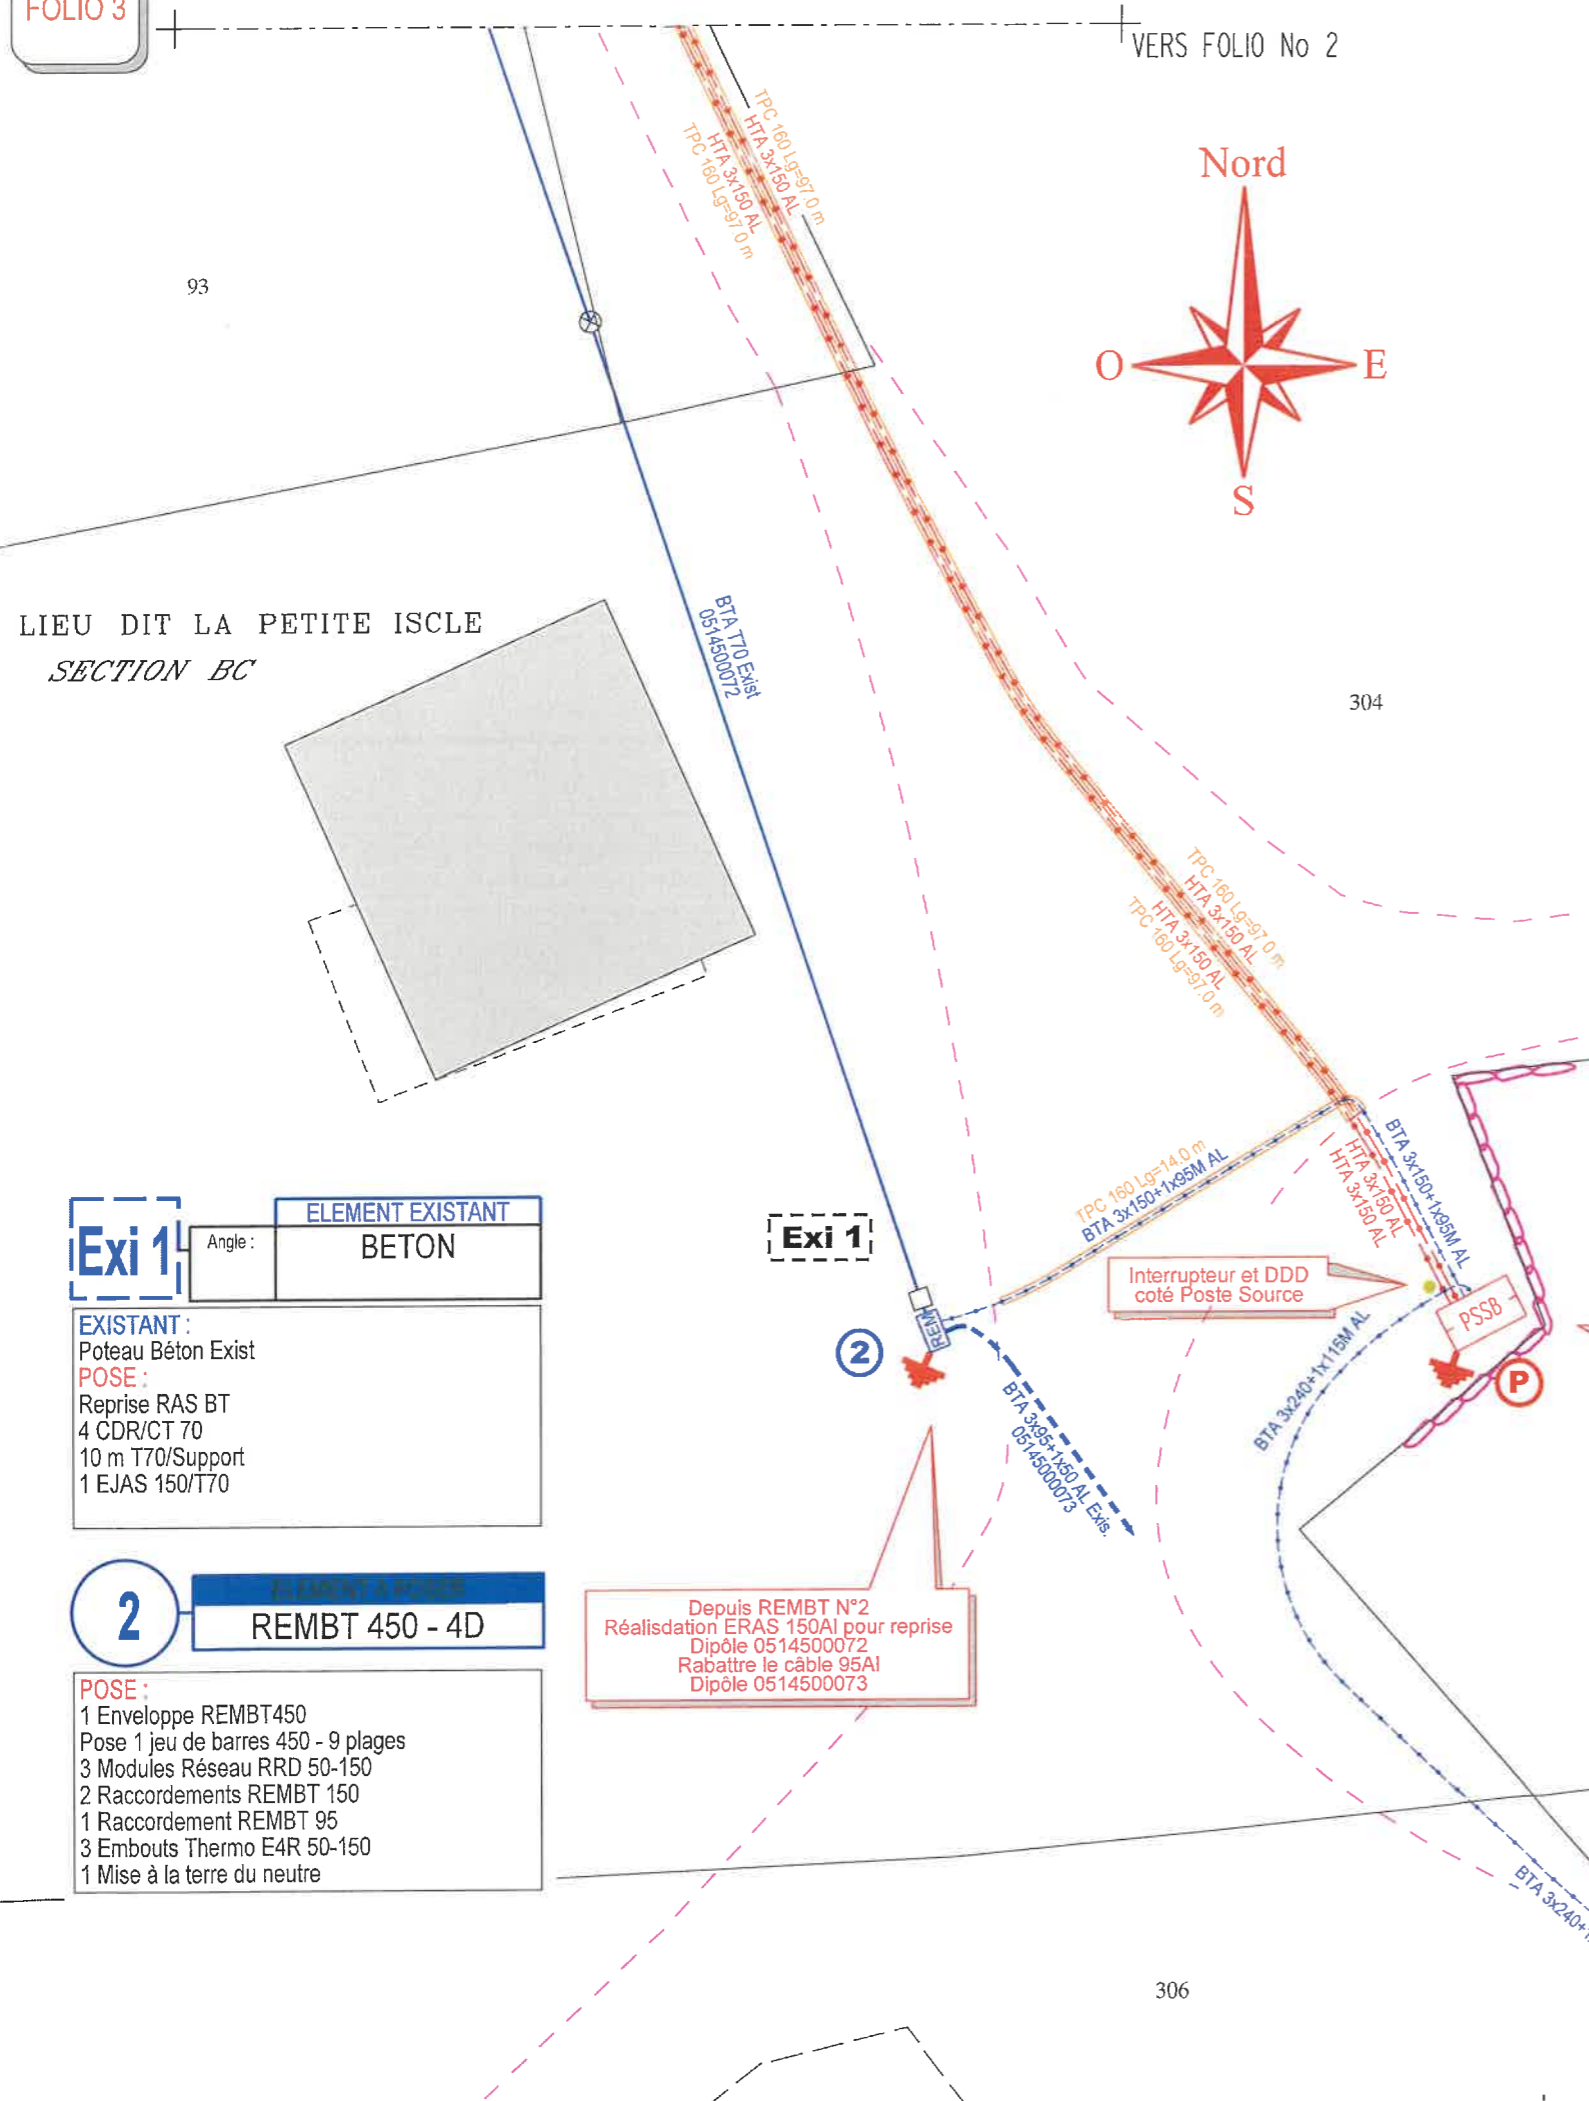 FOLIO 3
VERS FOLIO No 2
TPC 160 Lg=97.0 m
HTA 3x150 AL
HTA 3x150 AL
TPC 160 Lg=97.0 m
Nord
O
E
S
93
LIEU DIT LA PETITE ISCLE
SECTION BC
BTA T70 Exist
0514500072
304
TPC 160 Lg=97.0 m
HTA 3x150 AL
HTA 3x150 AL
TPC 160 Lg=97.0 m
TPC 160 Lg=14.0 m
BTA 3x150+1x95M AL
BTA 3x150+1x95M AL
HTA 3x150 AL
HTA 3x150 AL
Exi 1
ELEMENT EXISTANT
Angle :
BETON
EXISTANT :
Poteau Béton Exist
POSE :
Reprise RAS BT
4 CDR/CT 70
10 m T70/Support
1 EJAS 150/T70
Exi 1
Interrupteur et DDD
coté Poste Source
PSSB
P
REM
2
BTA 3x240+1x115M AL
BTA 3x95+1x50 AL Exis.
05145000073
2
ELEMENT A POSER
REMBT 450 - 4D
POSE :
1 Enveloppe REMBT450
Pose 1 jeu de barres 450 - 9 plages
3 Modules Réseau RRD 50-150
2 Raccordements REMBT 150
1 Raccordement REMBT 95
3 Embouts Thermo E4R 50-150
1 Mise à la terre du neutre
Depuis REMBT N°2
Réalisdation ERAS 150Al pour reprise
Dipôle 0514500072
Rabattre le câble 95Al
Dipôle 0514500073
BTA 3x240+
306